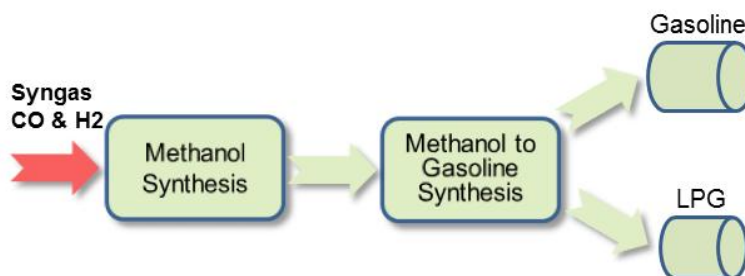 Gasoline
Syngas
CO & H2
Methanol
Synthesis
Methanol to
Gasoline
Synthesis
LPG